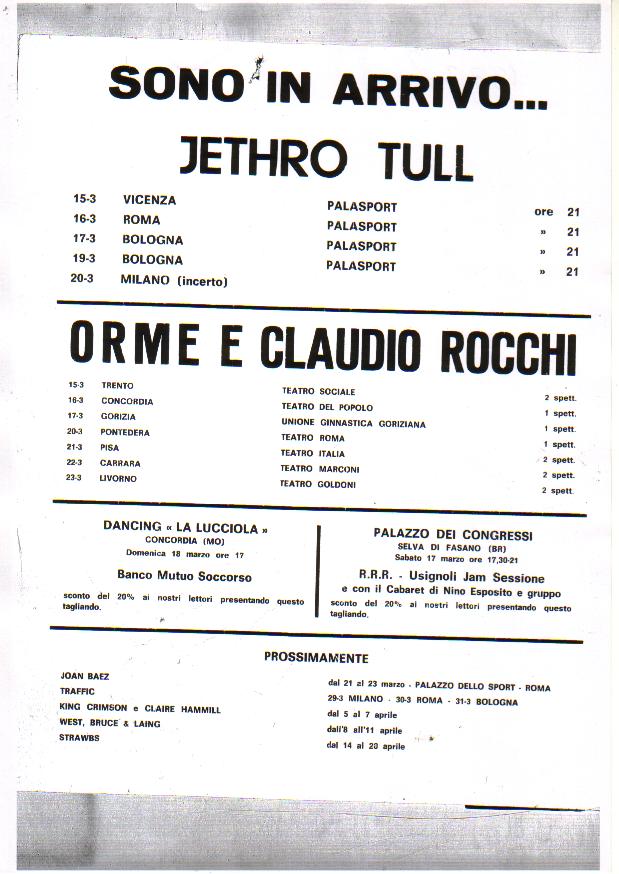 SONO IN ARRIVO...
JETHRO TULL
15-3 VICENZA PALASPORT ore 21
16-3 ROMA PALASPORT » 21
17-3 BOLOGNA PALASPORT » 21
19-3 BOLOGNA PALASPORT » 21
20-3 MILANO (incerto)
ORME E CLAUDIO ROCCHI
15-3 TRENTO TEATRO SOCIALE 2 spett.
16-3 CONCORDIA TEATRO DEL POPOLO 1 spett.
17-3 GORIZIA UNIONE GINNASTICA GORIZIANA 1 spett.
20-3 PONTEDERA TEATRO ROMA 1 spett.
21-3 PISA TEATRO ITALIA 2 spett.
22-3 CARRARA TEATRO MARCONI 2 spett.
23-3 LIVORNO TEATRO GOLDONI 2 spett.
DANCING « LA LUCCIOLA »
CONCORDIA (MO)
Domenica 18 marzo ore 17
Banco Mutuo Soccorso
sconto del 20% ai nostri lettori presentando questo
tagliando.
PALAZZO DEI CONGRESSI
SELVA DI FASANO (BR)
Sabato 17 marzo ore 17,30-21
R.R.R. - Usignoli Jam Sessione
e con il Cabaret di Nino Esposito e gruppo
sconto del 20% ai nostri lettori presentando questo
tagliando.
PROSSIMAMENTE
JOAN BAEZ dal 21 al 23 marzo - PALAZZO DELLO SPORT - ROMA
TRAFFIC 29-3 MILANO - 30-3 ROMA - 31-3 BOLOGNA
KING CRIMSON e CLAIRE HAMMILL dal 5 al 7 aprile
WEST, BRUCE & LAING dall'8 all'11 aprile
STRAWBS dal 14 al 20 aprile